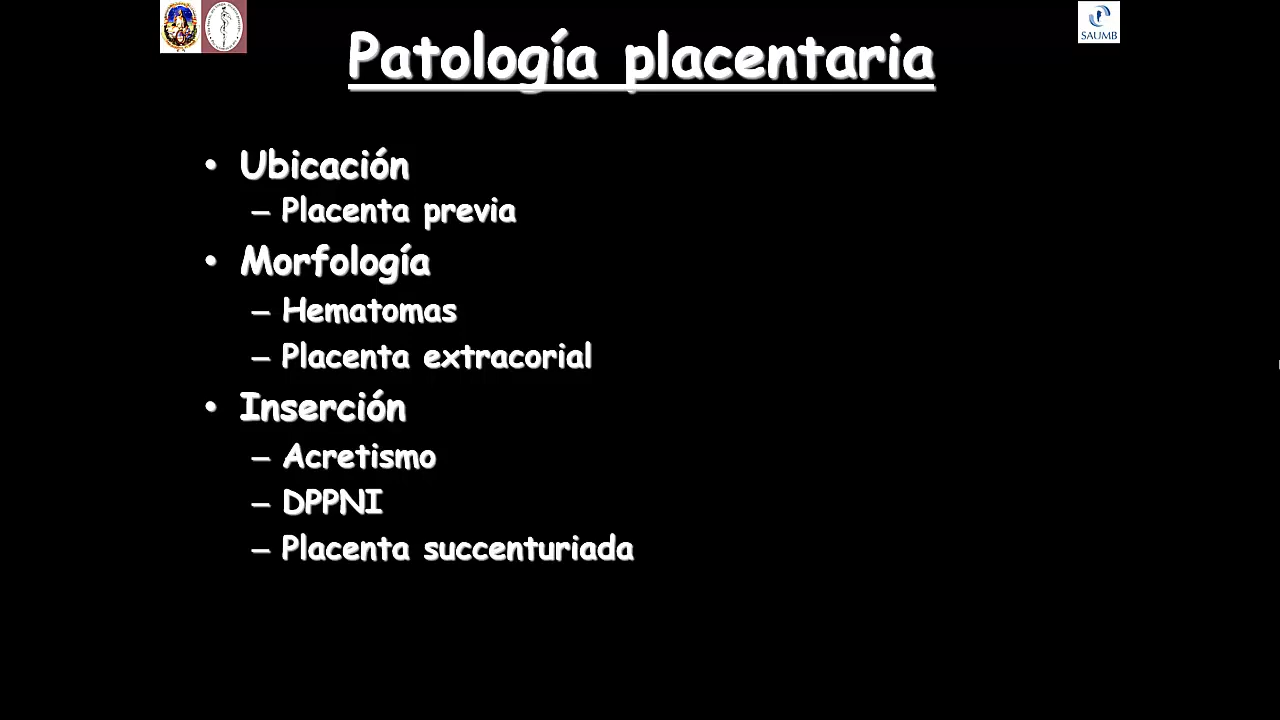 Patología placentaria
SAUMB
• Ubicación
– Placenta previa
• Morfología
– Hematomas
– Placenta extracorial
• Inserción
– Acretismo
– DPPNI
– Placenta succenturiada